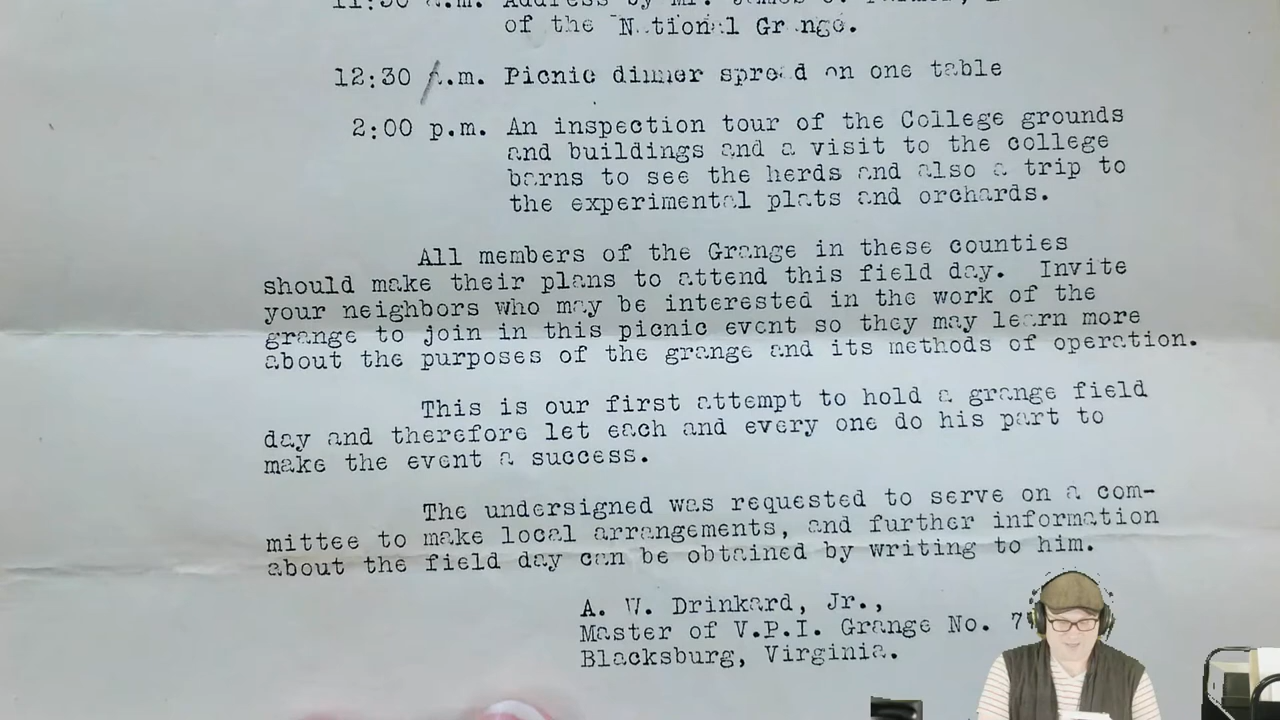 11:30 a.m. Address by Mr. James
of the National Grange.
12:30 p.m. Picnic dinner spread on one table
2:00 p.m. An inspection tour of the College grounds
and buildings and a visit to the college
barns to see the herds and also a trip to
the experimental plats and orchards.
All members of the Grange in these counties
should make their plans to attend this field day. Invite
your neighbors who may be interested in the work of the
grange to join in this picnic event so they may learn more
about the purposes of the grange and its methods of operation.
This is our first attempt to hold a grange field
day and therefore let each and every one do his part to
make the event a success.
The undersigned was requested to serve on a com-
mittee to make local arrangements, and further information
about the field day can be obtained by writing to him.
A. W. Drinkard, Jr.,
Master of V.P.I. Grange No.
Blacksburg, Virginia.